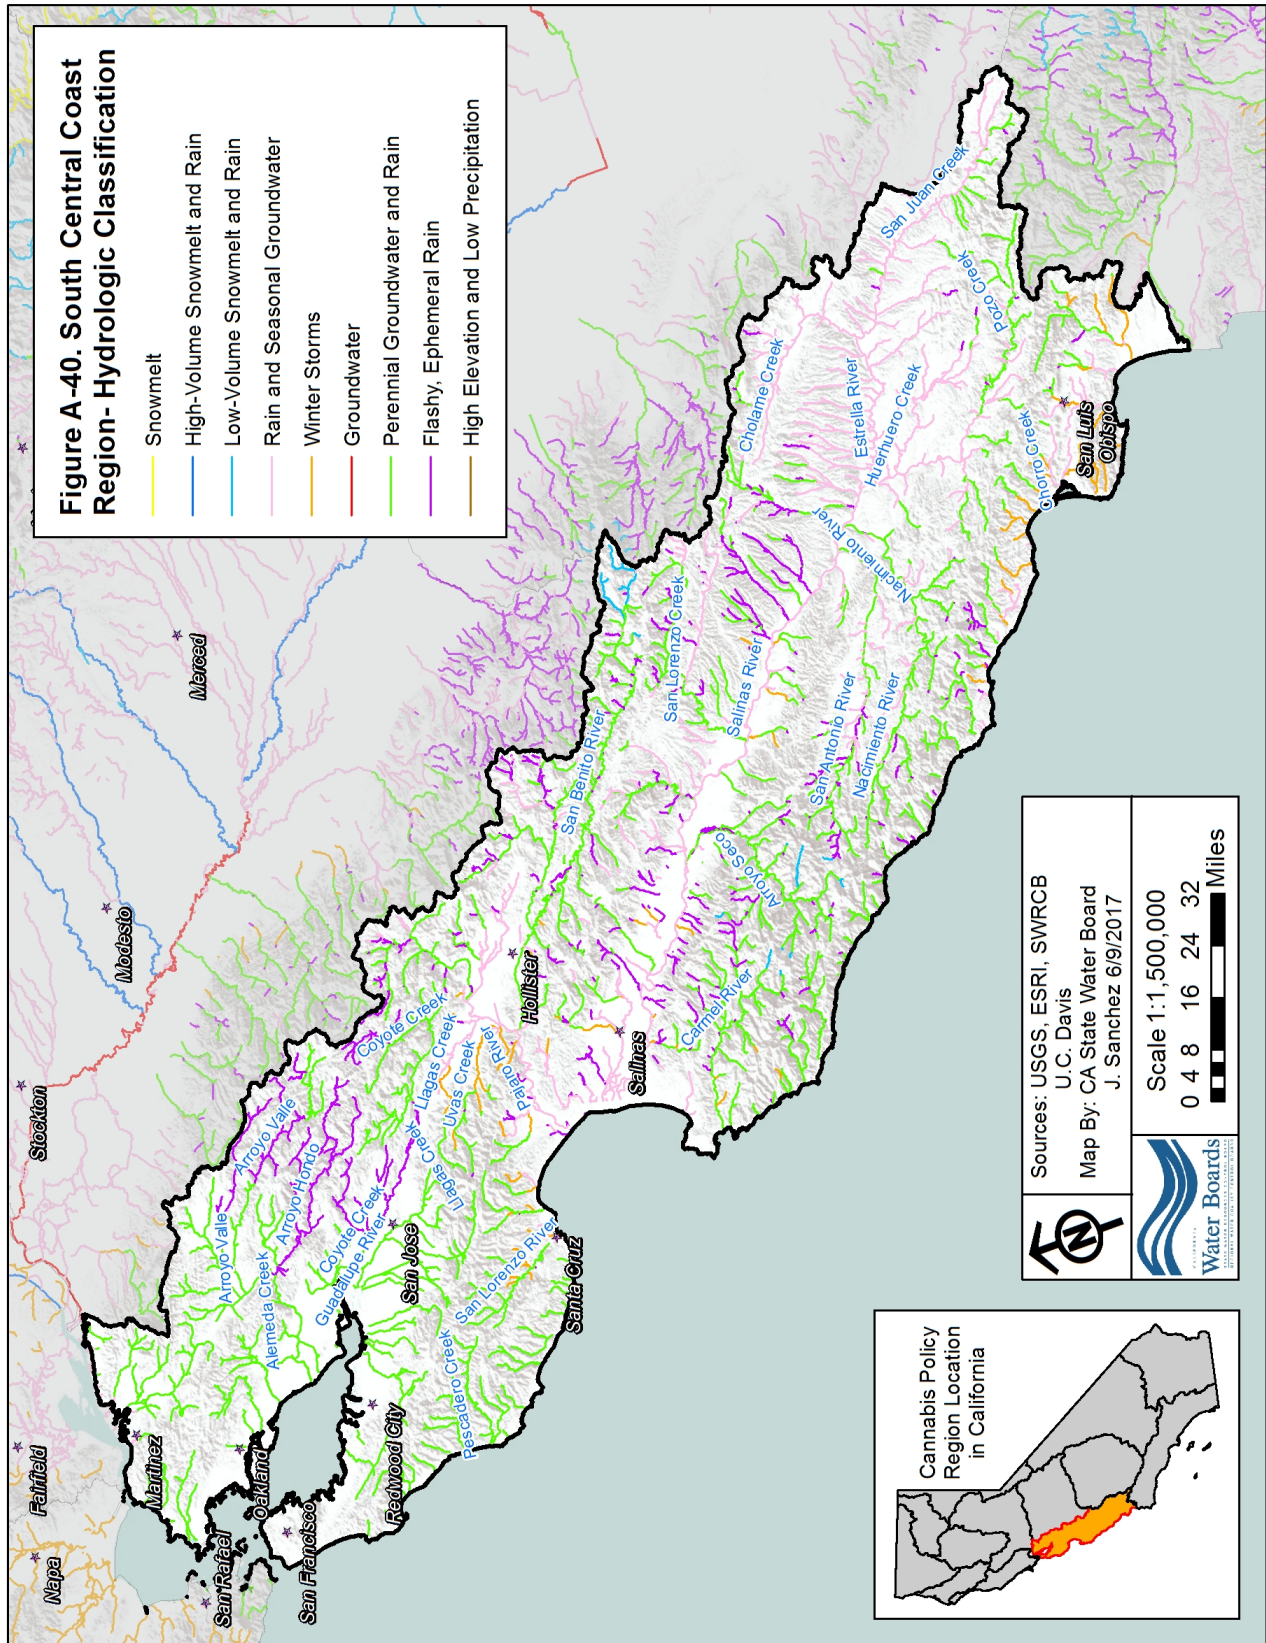 Figure A-40. South Central Coast
Region- Hydrologic Classification
Snowmelt
High-Volume Snowmelt and Rain
Low-Volume Snowmelt and Rain
Rain and Seasonal Groundwater
Winter Storms
Groundwater
Perennial Groundwater and Rain
Flashy, Ephemeral Rain
High Elevation and Low Precipitation
Napa
Fairfield
Stockton
Modesto
Merced
Martinez
San Rafael
Oakland
San Francisco
Redwood City
San Jose
Santa Cruz
Hollister
Salinas
San Luis
Obispo
Arroyo Valle
Arroyo Valle
Arroyo Hondo
Alemeda Creek
Coyote Creek
Guadalupe River
Coyote Creek
Llagas Creek
Llagas Creek
Uvas Creek
Pajaro River
Pescadero Creek
San Lorenzo River
San Benito River
Carmel River
Arroyo Seco
San Lorenzo Creek
Salinas River
San Antonio River
Nacimiento River
Nacimiento River
Cholame Creek
Estrella River
Huerhuero Creek
San Juan Creek
Pozo Creek
Chorro Creek
Cannabis Policy
Region Location
in California
N
Sources: USGS, ESRI, SWRCB
U.C. Davis
Map By: CA State Water Board
J. Sanchez 6/9/2017
CALIFORNIA
Water Boards
Scale 1:1,500,000
0 4 8 16 24 32
Miles